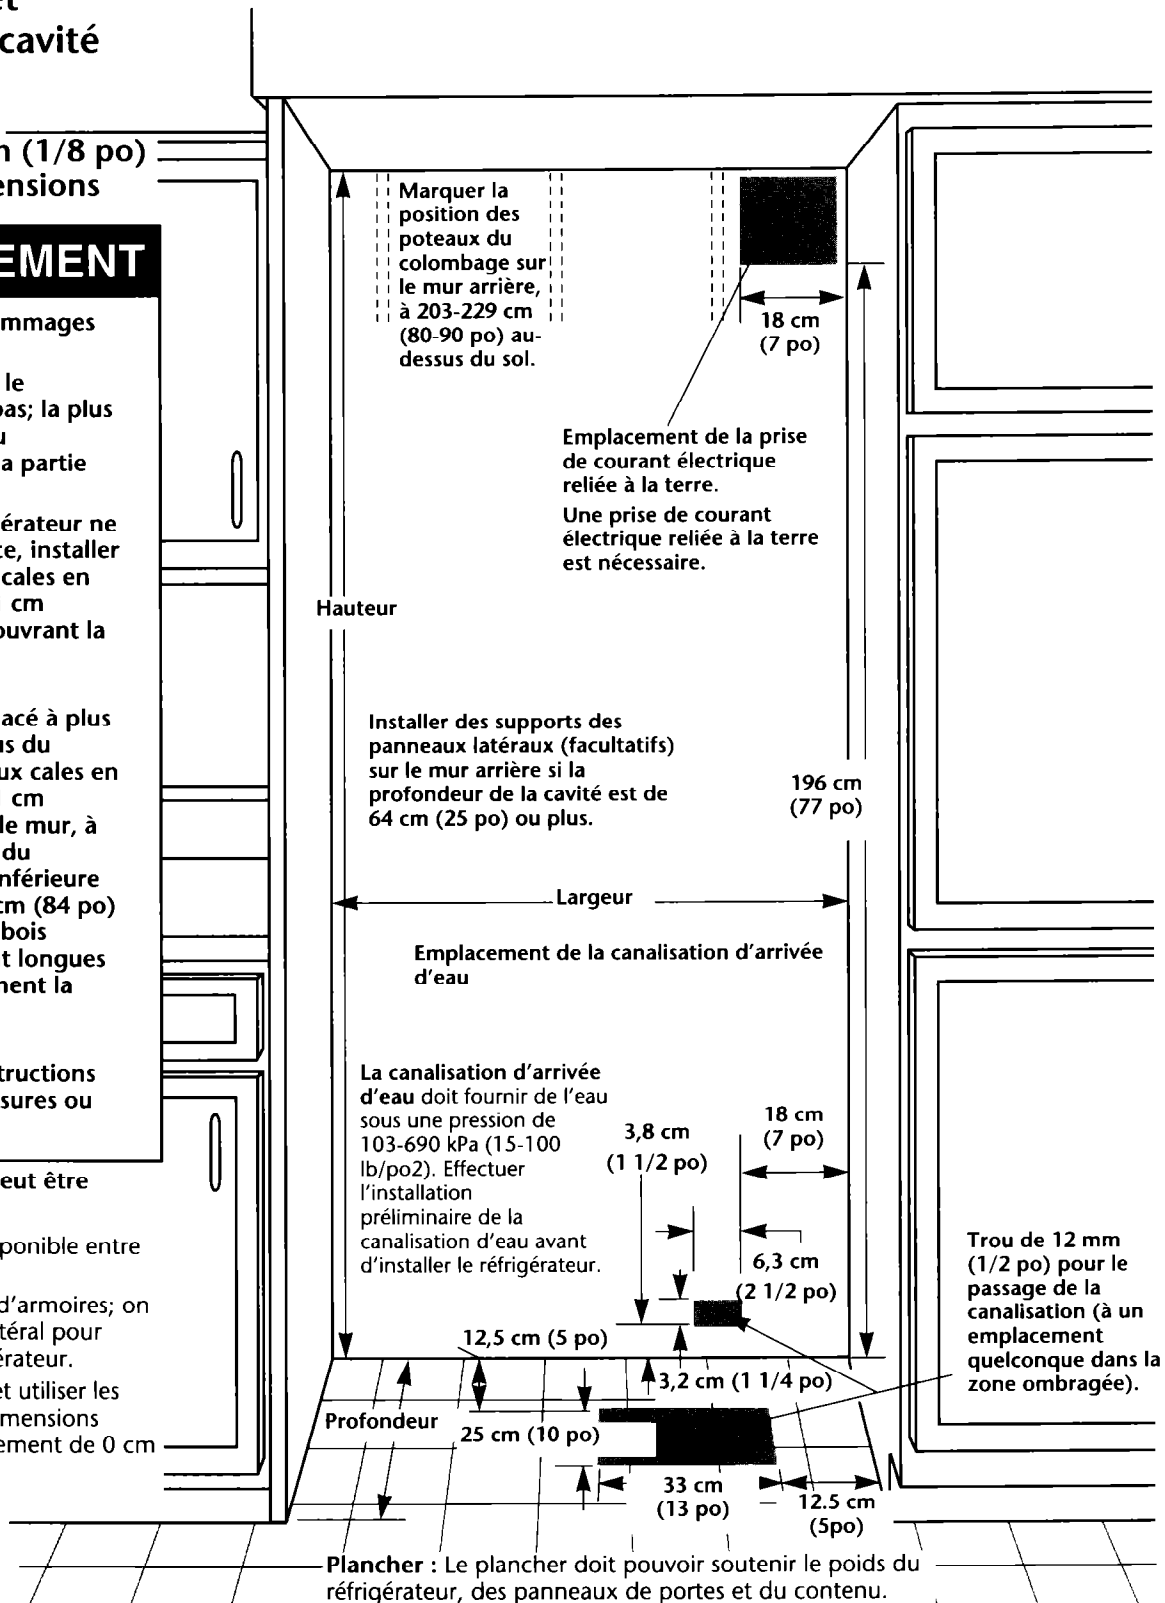 et
cavité
n (1/8 po)
ensions
EMENT
mmages
le
pas; la plus
u
a partie
érateur ne
te, installer
cales en
cm
ouvrant la
acé à plus
us du
ux cales en
cm
le mur, à
du
nférieure
cm (84 po)
bois
t longues
nent la
tructions
sures ou
eut être
ponible entre
d'armoires; on
téral pour
érateur.
et utiliser les
mensions
ement de 0 cm
Marquer la
position des
poteaux du
colombage sur
le mur arrière,
à 203-229 cm
(80-90 po) au-
dessus du sol.
18 cm
(7 po)
Emplacement de la prise
de courant électrique
reliée à la terre.
Une prise de courant
électrique reliée à la terre
est nécessaire.
Hauteur
Installer des supports des
panneaux latéraux (facultatifs)
sur le mur arrière si la
profondeur de la cavité est de
64 cm (25 po) ou plus.
196 cm
(77 po)
Largeur
Emplacement de la canalisation d'arrivée
d'eau
La canalisation d'arrivée
d'eau doit fournir de l'eau
sous une pression de
103-690 kPa (15-100
lb/po2). Effectuer
l'installation
préliminaire de la
canalisation d'eau avant
d'installer le réfrigérateur.
3,8 cm
(1 1/2 po)
18 cm
(7 po)
6,3 cm
(2 1/2 po)
Trou de 12 mm
(1/2 po) pour le
passage de la
canalisation (à un
emplacement
quelconque dans la
zone ombragée).
12,5 cm (5 po)
3,2 cm (1 1/4 po)
Profondeur
25 cm (10 po)
33 cm
(13 po)
12.5 cm
(5po)
Plancher : Le plancher doit pouvoir soutenir le poids du
réfrigérateur, des panneaux de portes et du contenu.